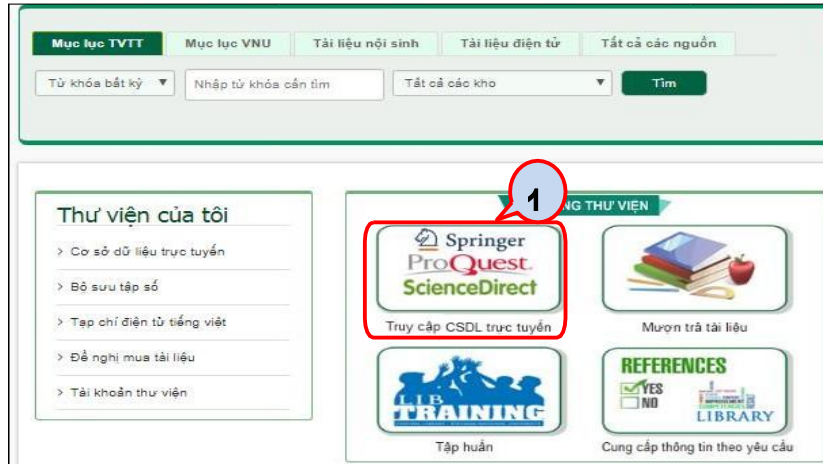 Mục lục TVTT Mục lục VNU Tài liệu nội sinh Tài liệu điện tử Tất cả các nguồn
Từ khóa bất kỳ Nhập từ khóa cần tìm Tất cả các kho Tìm
Thư viện của tôi
> Cơ sở dữ liệu trực tuyến
> Bộ sưu tập số
> Tạp chí điện tử tiếng việt
> Đề nghị mua tài liệu
> Tài khoản thư viện
1
NG THƯ VIỆN
Springer
ProQuest
ScienceDirect
Truy cập CSDL trực tuyến
Mượn trả tài liệu
LIB
TRAINING
Tập huấn
REFERENCES
YES
NO
LIBRARY
Cung cấp thông tin theo yêu cầu